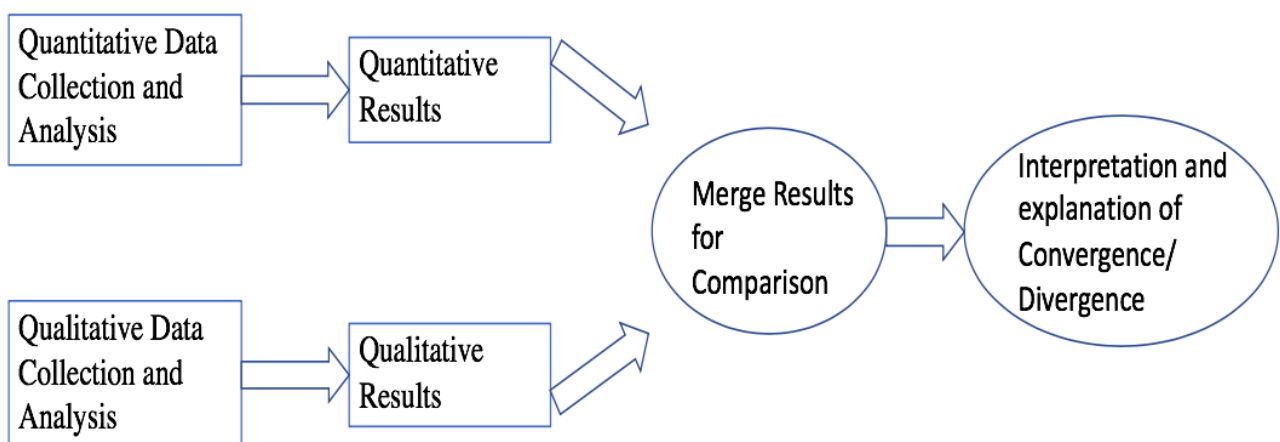 Quantitative Data
Collection and
Analysis
Quantitative
Results
Qualitative Data
Collection and
Analysis
Qualitative
Results
Merge Results
for
Comparison
Interpretation and
explanation of
Convergence/
Divergence